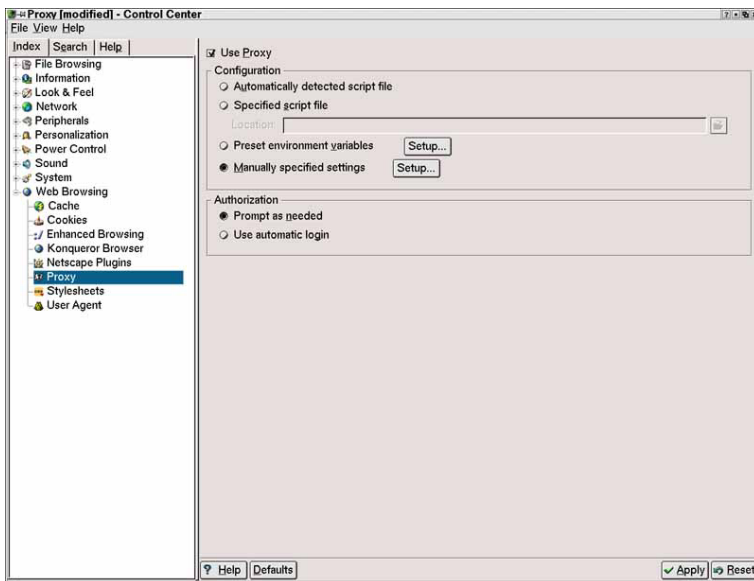 Proxy [modified] - Control Center
File View Help
Index Search Help
File Browsing
Information
Look & Feel
Network
Peripherals
Personalization
Power Control
Sound
System
Web Browsing
Cache
Cookies
Enhanced Browsing
Konqueror Browser
Netscape Plugins
Proxy
Stylesheets
User Agent
Use Proxy
Configuration
Automatically detected script file
Specified script file
Location:
Preset environment variables Setup...
Manually specified settings Setup...
Authorization
Prompt as needed
Use automatic login
? Help Defaults Apply Reset